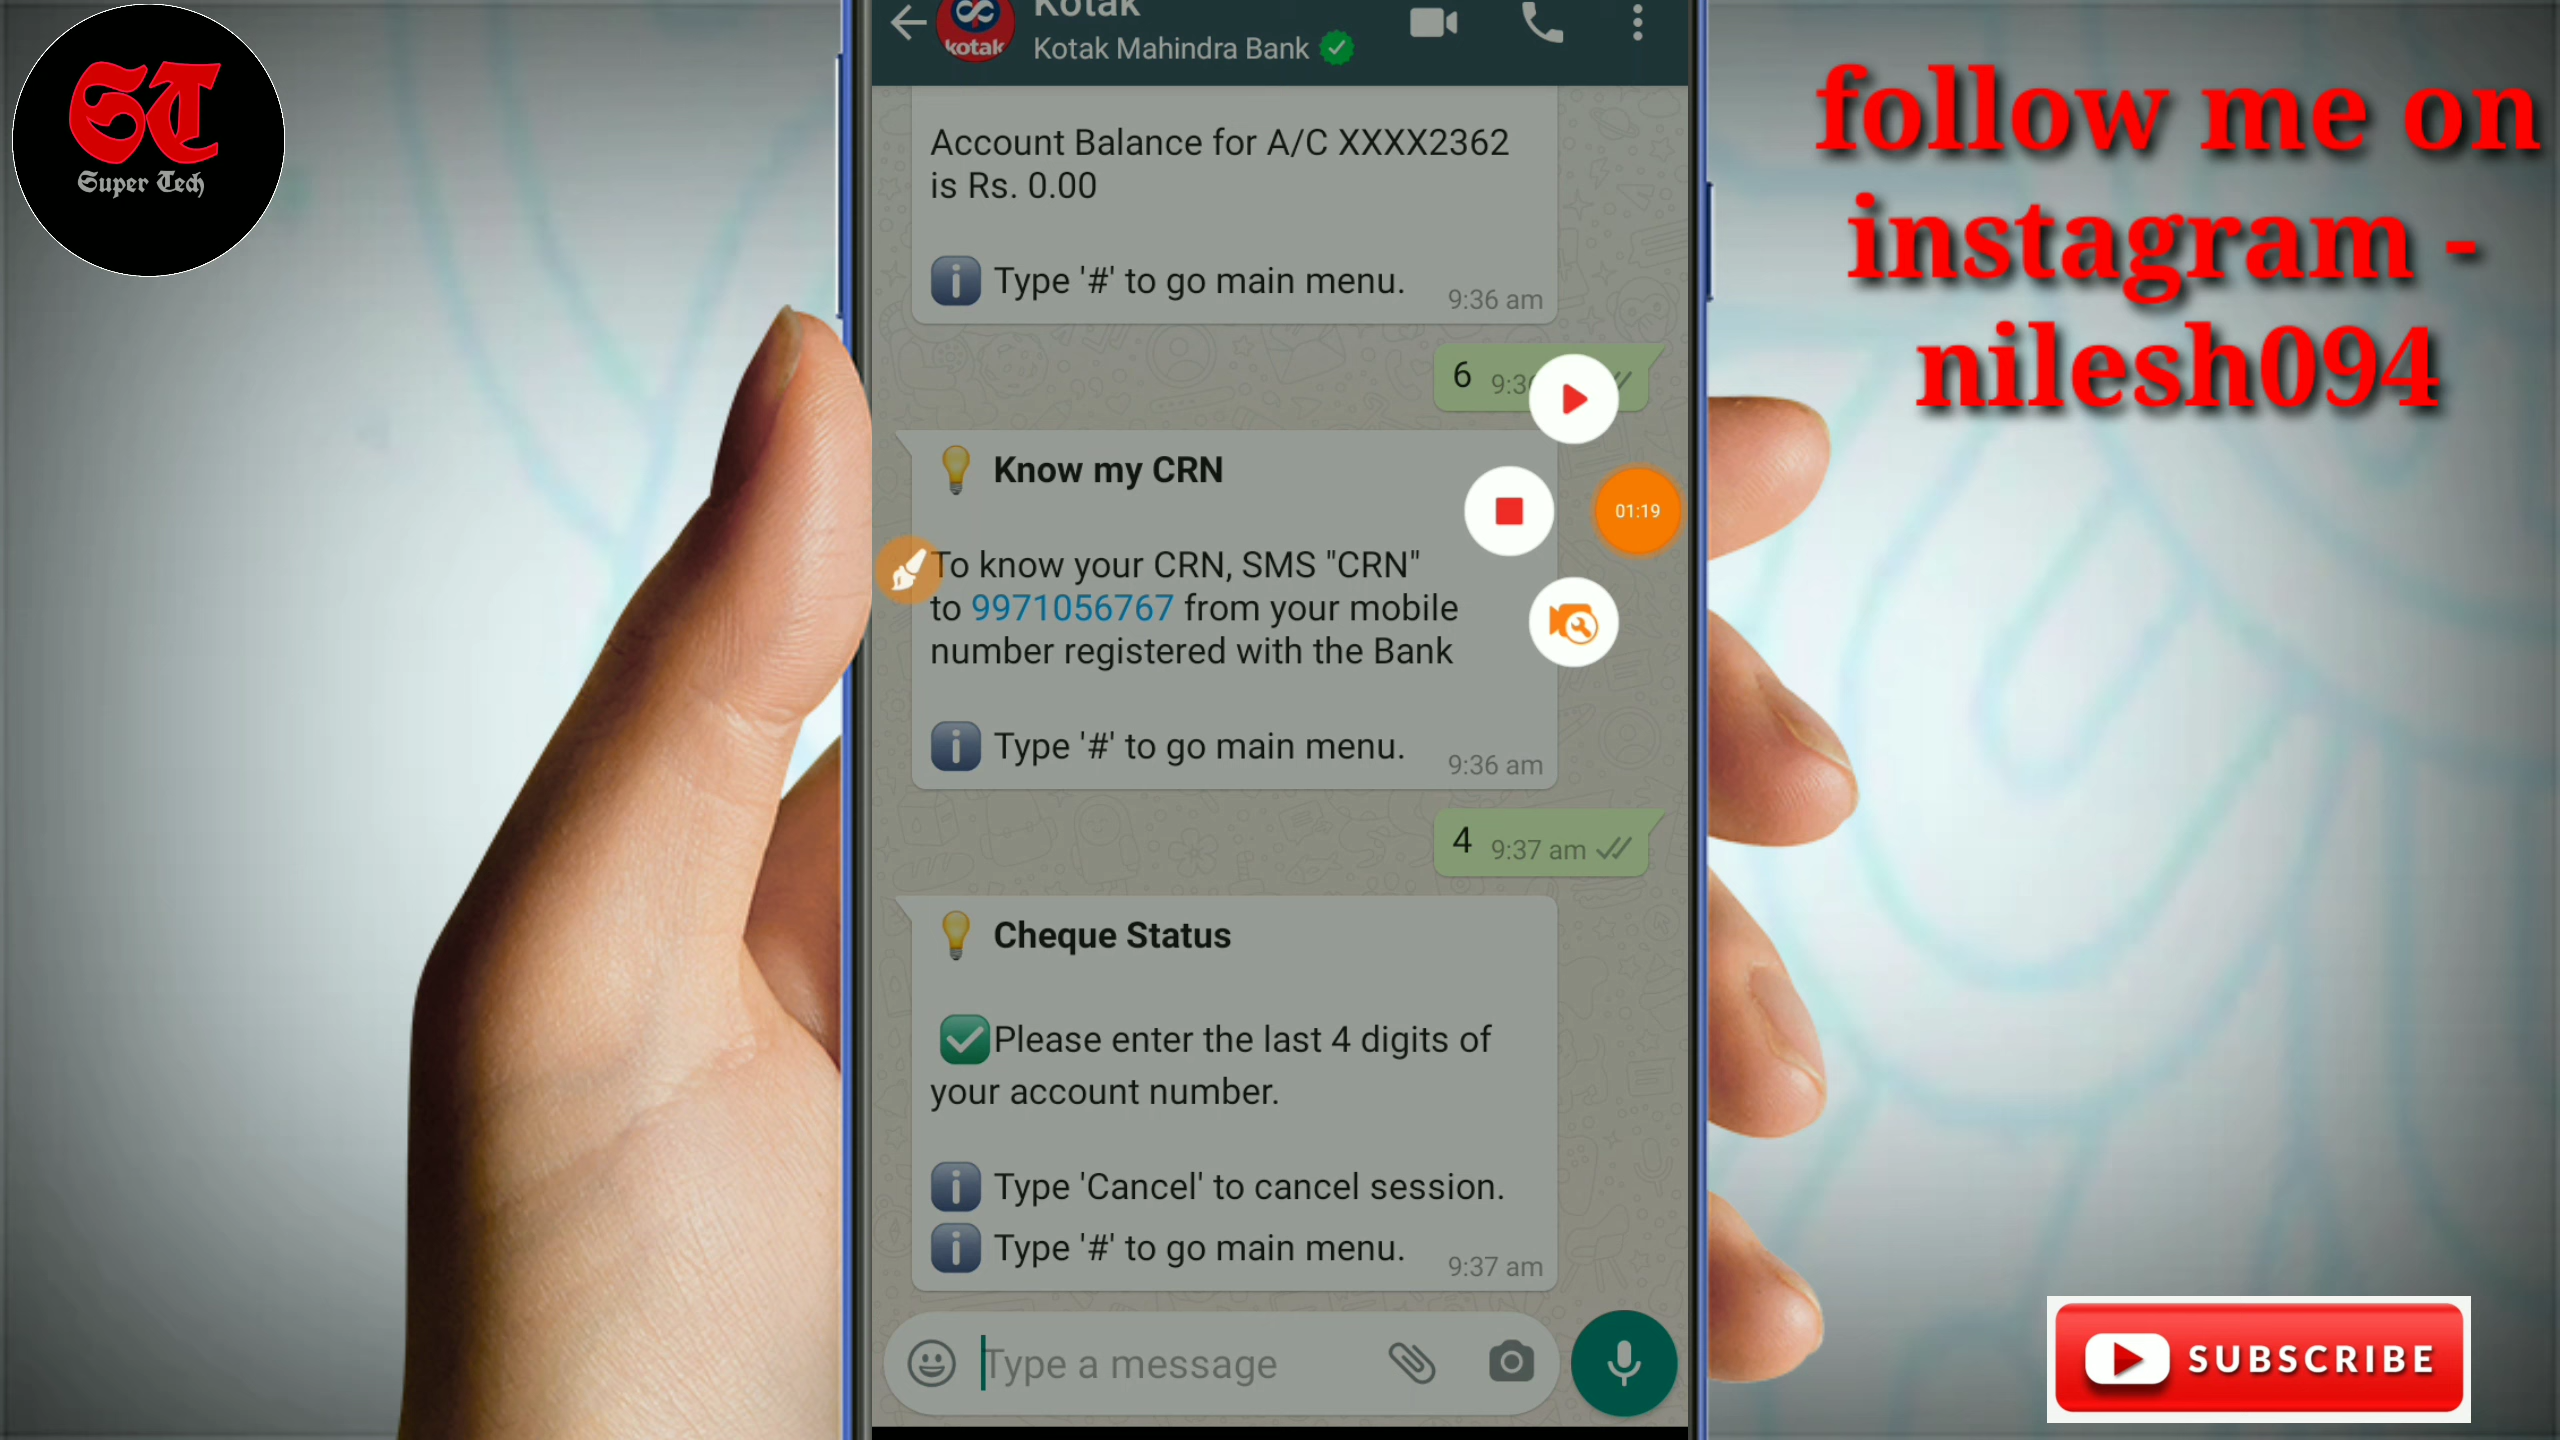 ST
Super Tech
Kotak
kotak
Kotak Mahindra Bank
Account Balance for A/C XXXX2362
is Rs. 0.00
Type '#' to go main menu.
9:36 am
6
💡 Know my CRN
To know your CRN, SMS "CRN"
to 9971056767 from your mobile
number registered with the Bank
Type '#' to go main menu.
9:36 am
01:19
4 9:37 am
💡 Cheque Status
✅Please enter the last 4 digits of
your account number.
Type 'Cancel' to cancel session.
Type '#' to go main menu.
9:37 am
Type a message
follow me on
instagram -
nilesh094
SUBSCRIBE